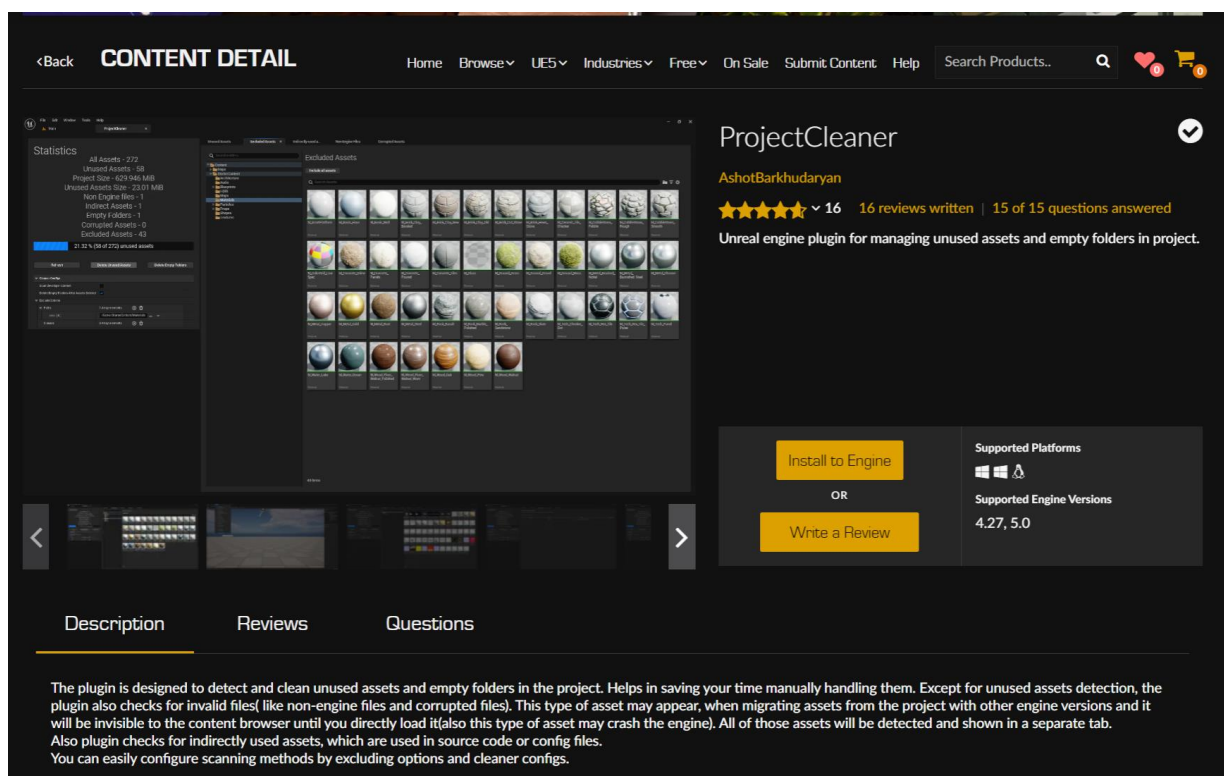 <Back
CONTENT DETAIL
Home
Browse
UE5
Industries
Free
On Sale
Submit Content
Help
Search Products..
0
0
Statistics
All Assets - 272
Unused Assets - 58
Project Size - 629.946 MiB
Unused Assets Size - 23.01 MiB
Non Engine files - 1
Indirect Assets - 1
Empty Folders - 1
Corrupted Assets - 0
Excluded Assets - 43
21.32 % (58 of 272) unused assets
Excluded Assets
ProjectCleaner
AshotBarkhudaryan
16
16 reviews written | 15 of 15 questions answered
Unreal engine plugin for managing unused assets and empty folders in project.
Install to Engine
OR
Write a Review
Supported Platforms
Supported Engine Versions
4.27, 5.0
Description
Reviews
Questions
The plugin is designed to detect and clean unused assets and empty folders in the project. Helps in saving your time manually handling them. Except for unused assets detection, the
plugin also checks for invalid files( like non-engine files and corrupted files). This type of asset may appear, when migrating assets from the project with other engine versions and it
will be invisible to the content browser until you directly load it(also this type of asset may crash the engine). All of those assets will be detected and shown in a separate tab.
Also plugin checks for indirectly used assets, which are used in source code or config files.
You can easily configure scanning methods by excluding options and cleaner configs.